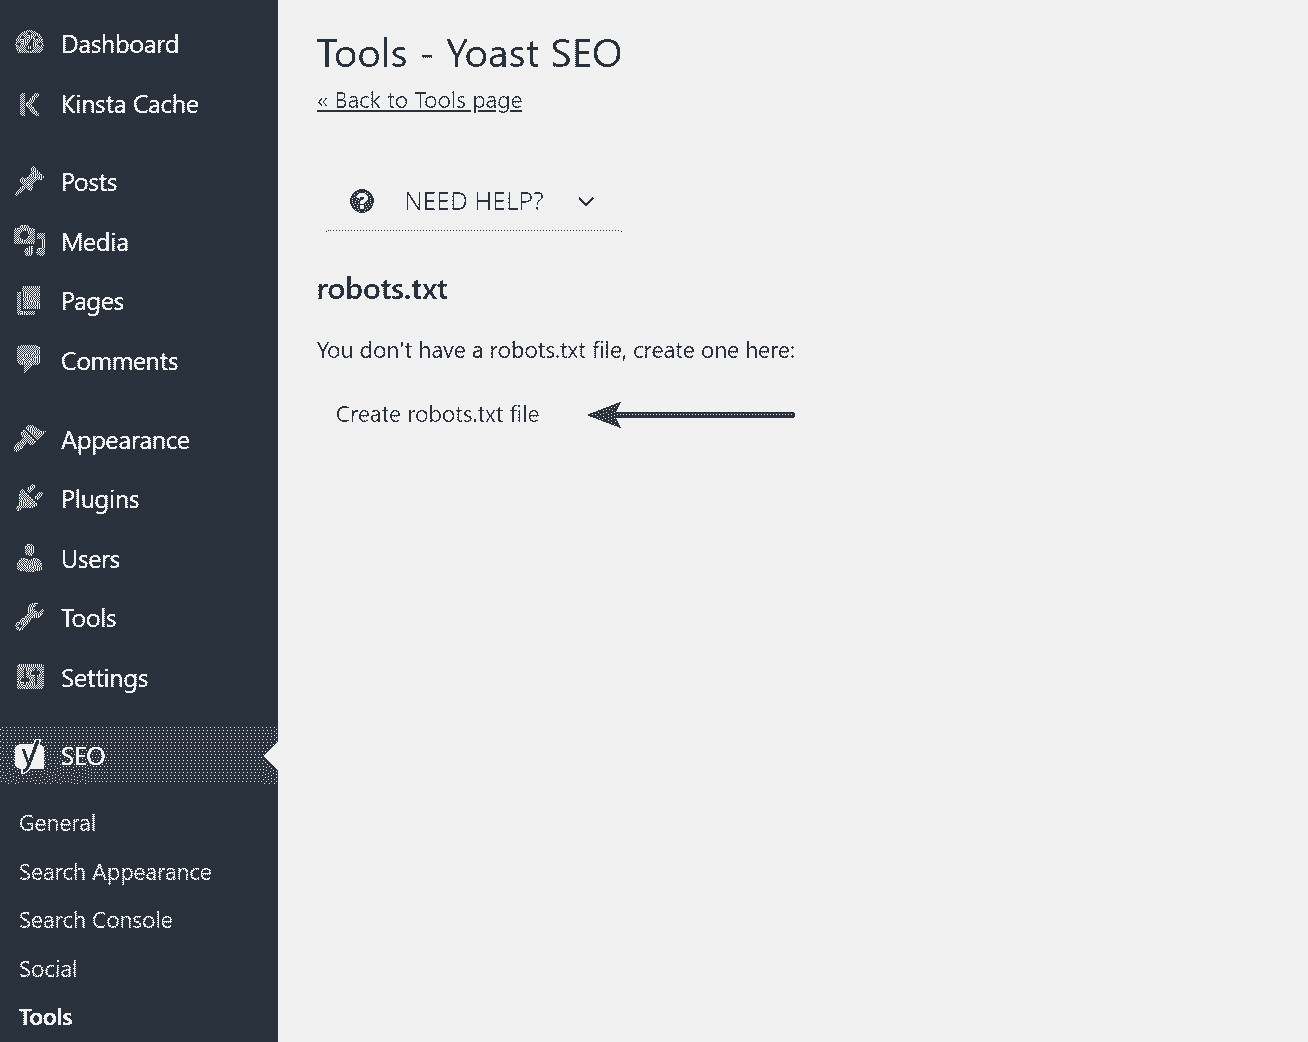 Dashboard
Kinsta Cache
Posts
Media
Pages
Comments
Appearance
Plugins
Users
Tools
Settings
SEO
General
Search Appearance
Search Console
Social
Tools
Tools - Yoast SEO
« Back to Tools page
NEED HELP?
robots.txt
You don't have a robots.txt file, create one here:
Create robots.txt file